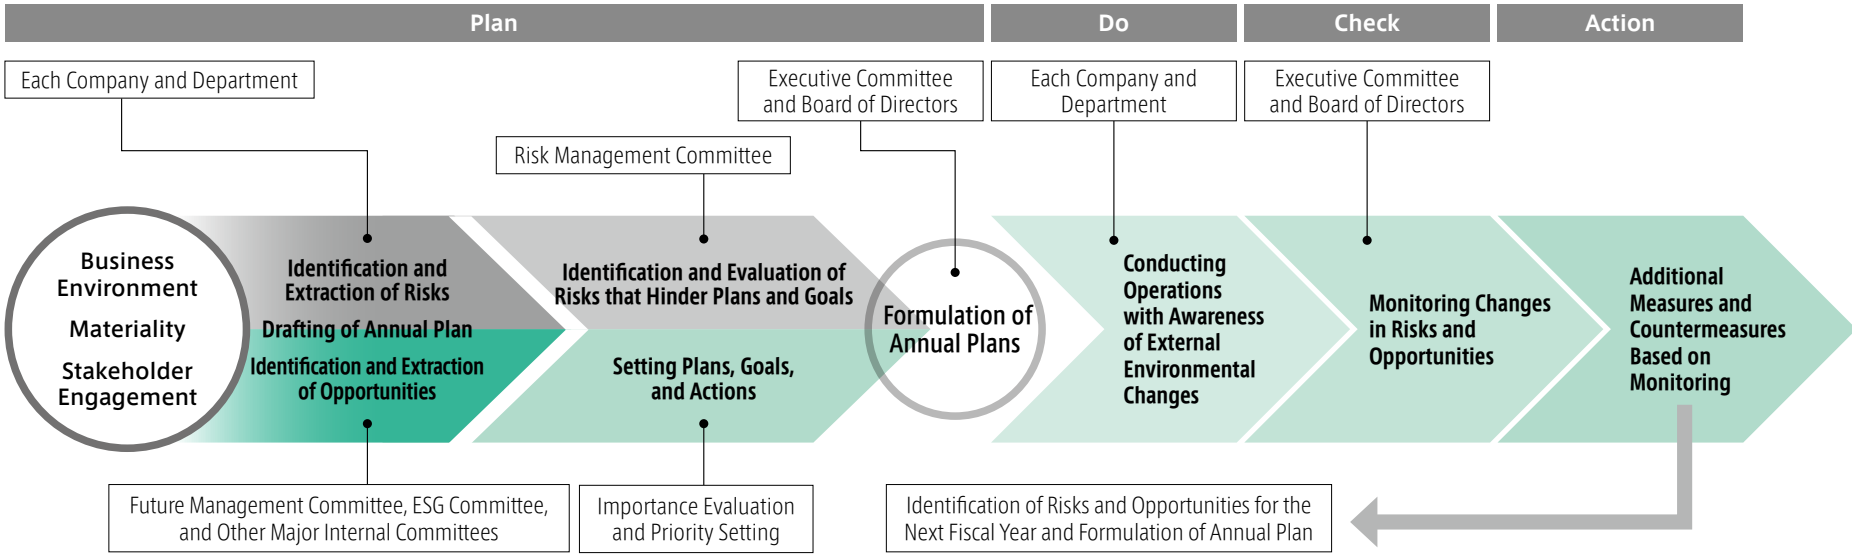 Plan
Do
Check
Action
Each Company and Department
Executive Committee
and Board of Directors
Each Company and
Department
Executive Committee
and Board of Directors
Risk Management Committee
Business
Environment
Materiality
Stakeholder
Engagement
Identification and
Extraction of Risks
Drafting of Annual Plan
Identification and Extraction
of Opportunities
Identification and Evaluation of
Risks that Hinder Plans and Goals
Setting Plans, Goals,
and Actions
Formulation of
Annual Plans
Conducting
Operations
with Awareness
of External
Environmental
Changes
Monitoring Changes
in Risks and
Opportunities
Additional
Measures and
Countermeasures
Based on
Monitoring
Future Management Committee, ESG Committee,
and Other Major Internal Committees
Importance Evaluation
and Priority Setting
Identification of Risks and Opportunities for the
Next Fiscal Year and Formulation of Annual Plan